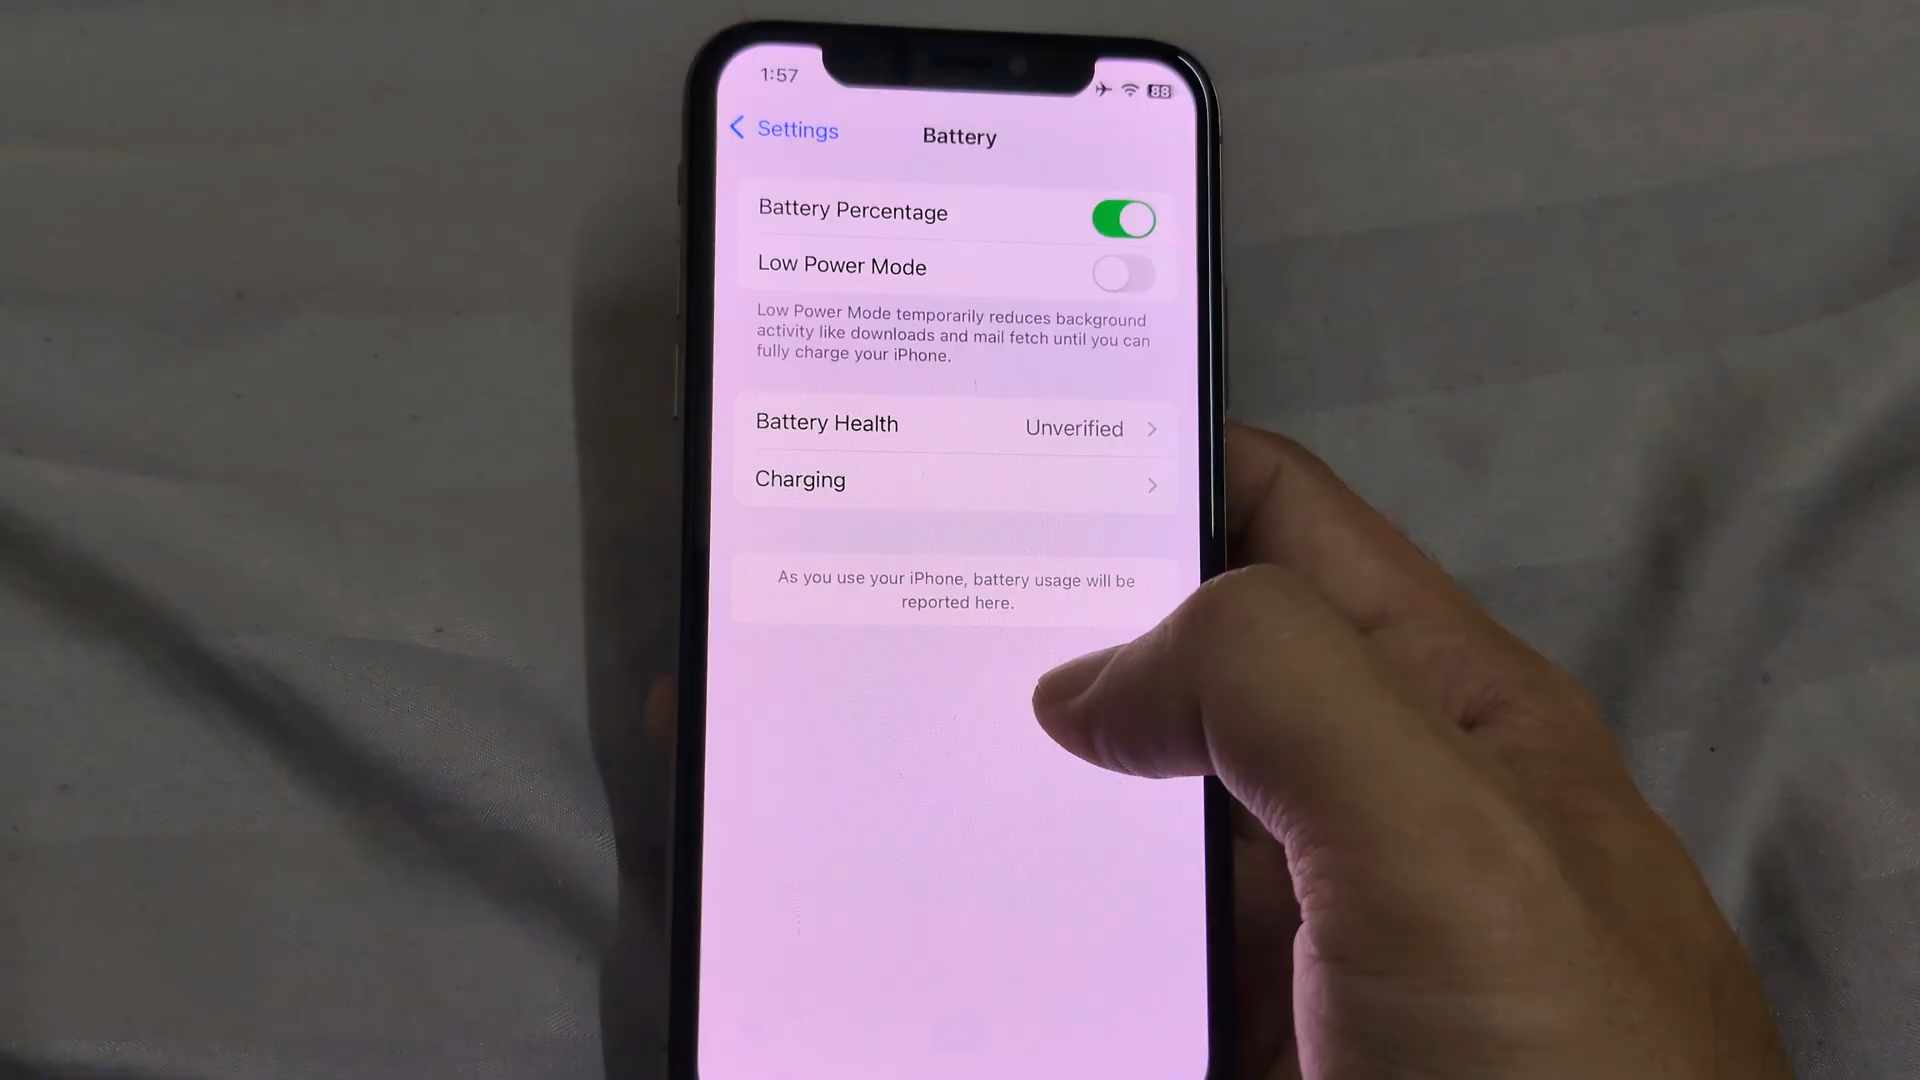 1:57
88
Settings
Battery
Battery Percentage
Low Power Mode
Low Power Mode temporarily reduces background
activity like downloads and mail fetch until you can
fully charge your iPhone.
Battery Health Unverified
Charging
As you use your iPhone, battery usage will be
reported here.